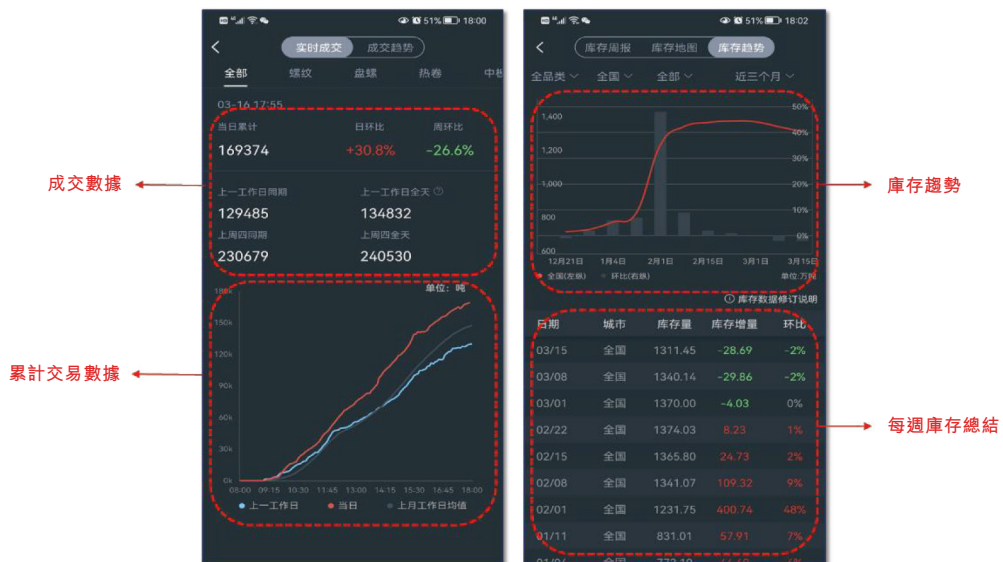 51% 18:00
实时成交 成交趋势
全部 螺纹 盘螺 热卷 中板
03-16 17:55
当日累计 日环比 周环比
169374 +30.8% -26.6%
上一工作日同期 上一工作日全天
129485 134832
上周四同期 上周四全天
230679 240530
单位：吨
180k
150k
120k
90k
60k
30k
0k
08:00 09:15 10:30 11:45 13:00 14:15 15:30 16:45 18:00
上一工作日 当日 上月工作日均值
成交數據
累計交易數據
51% 18:02
库存周报 库存地图 库存趋势
全品类 全国 全部 近三个月
1,400 50%
40%
1,200 30%
1,000 20%
800 10%
0%
600
12月21日 1月4日 2月1日 2月15日 3月1日 3月15日
全国(左纵) 环比(右纵) 单位:万吨
库存数据修订说明
日期 城市 库存量 库存增量 环比
03/15 全国 1311.45 -28.69 -2%
03/08 全国 1340.14 -29.86 -2%
03/01 全国 1370.00 -4.03 0%
02/22 全国 1374.03 8.23 1%
02/15 全国 1365.80 24.73 2%
02/08 全国 1341.07 109.32 9%
02/01 全国 1231.75 400.74 48%
01/11 全国 831.01 57.91 7%
庫存趨勢
每週庫存總結